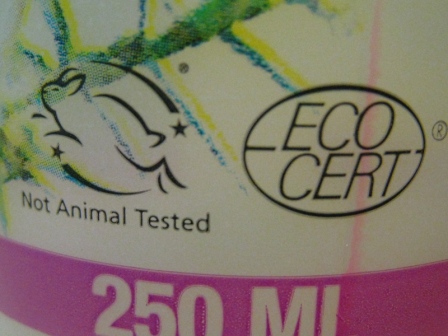 ECO
CERT
®
Not Animal Tested
250 Ml